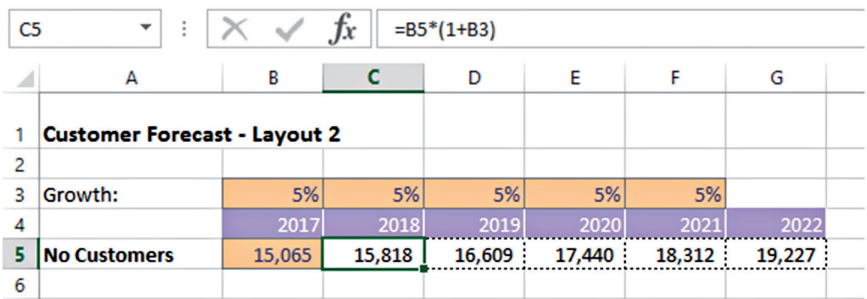 C5 fx =B5*(1+B3)
A B C D E F G
1 Customer Forecast - Layout 2
2
3 Growth: 5% 5% 5% 5% 5%
4 2017 2018 2019 2020 2021 2022
5 No Customers 15,065 15,818 16,609 17,440 18,312 19,227
6